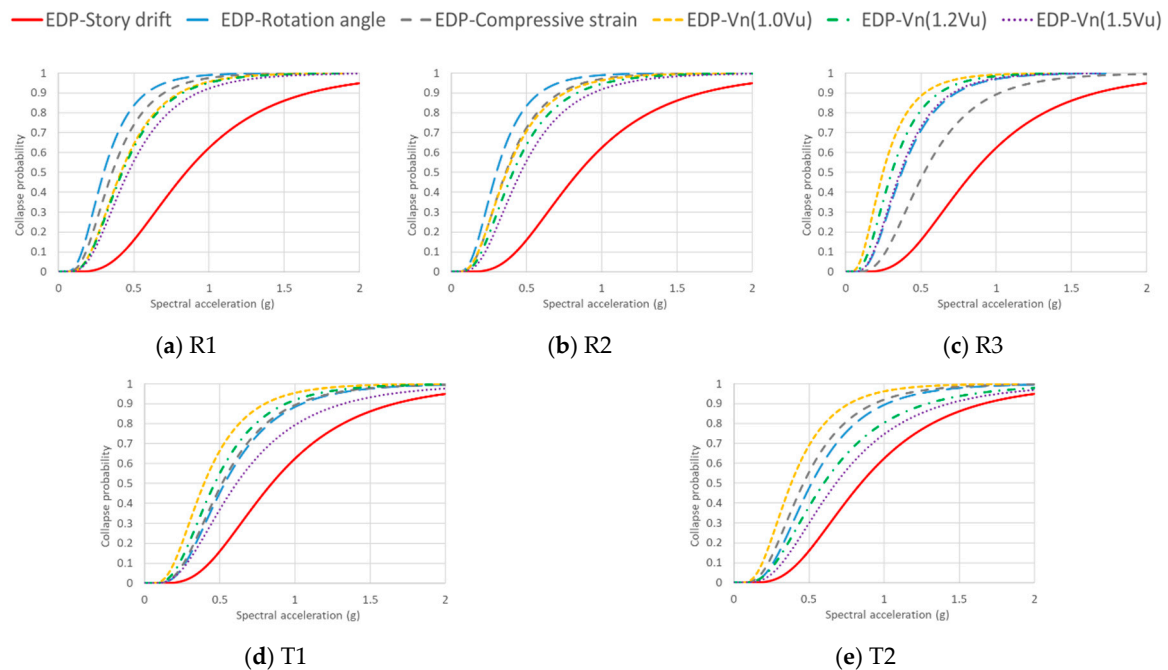 EDP-Story drift EDP-Rotation angle EDP-Compressive strain EDP-Vn(1.0Vu) EDP-Vn(1.2Vu) EDP-Vn(1.5Vu)
Collapse probability
1
0.9
0.8
0.7
0.6
0.5
0.4
0.3
0.2
0.1
0
0 0.5 1 1.5 2
Spectral acceleration (g)
(a) R1
Collapse probability
1
0.9
0.8
0.7
0.6
0.5
0.4
0.3
0.2
0.1
0
0 0.5 1 1.5 2
Spectral acceleration (g)
(b) R2
Collapse probability
1
0.9
0.8
0.7
0.6
0.5
0.4
0.3
0.2
0.1
0
0 0.5 1 1.5 2
Spectral acceleration (g)
(c) R3
Collapse probability
1
0.9
0.8
0.7
0.6
0.5
0.4
0.3
0.2
0.1
0
0 0.5 1 1.5 2
Spectral acceleration (g)
(d) T1
Collapse probability
1
0.9
0.8
0.7
0.6
0.5
0.4
0.3
0.2
0.1
0
0 0.5 1 1.5 2
Spectral acceleration (g)
(e) T2